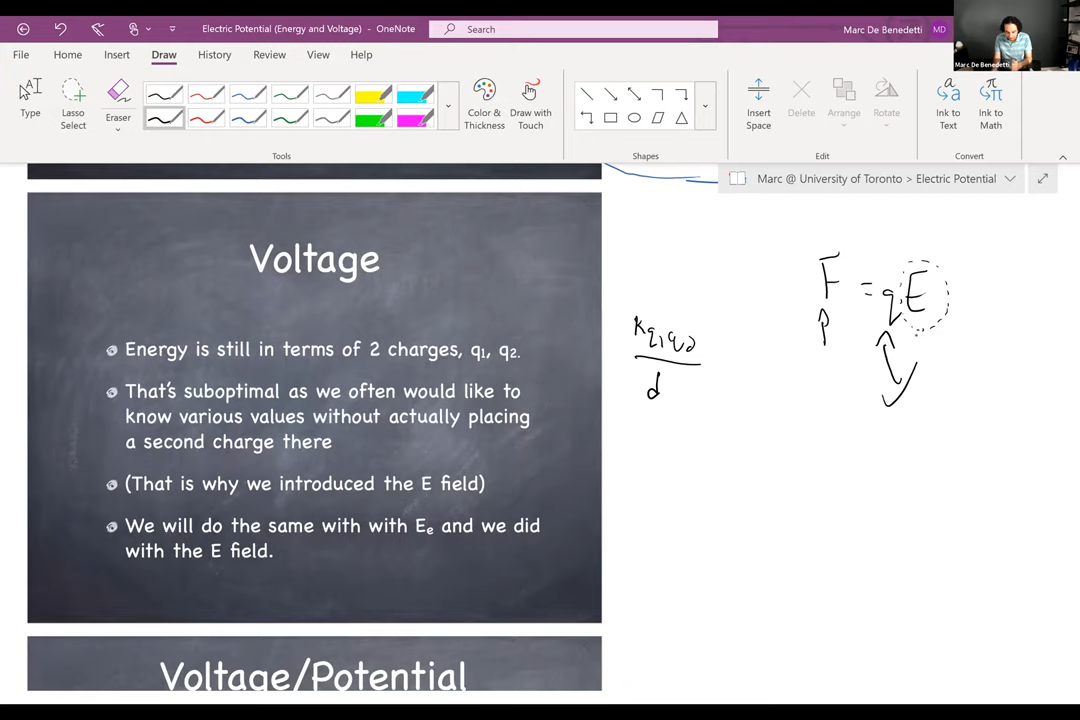 Electric Potential (Energy and Voltage) - OneNote
Search
Marc De Benedetti
MD
Marc De Benedetti
File Home Insert Draw History Review View Help
Type
Lasso Select
Eraser
Color & Thickness
Draw with Touch
Insert Space
Delete
Arrange
Rotate
Ink to Text
Ink to Math
Tools
Shapes
Edit
Convert
Marc @ University of Toronto > Electric Potential
Voltage
Energy is still in terms of 2 charges, q₁, q₂.
That's suboptimal as we often would like to
know various values without actually placing
a second charge there
(That is why we introduced the E field)
We will do the same with with Eₑ and we did
with the E field.
Kq₁q₂
d
F = qE
Voltage/Potential